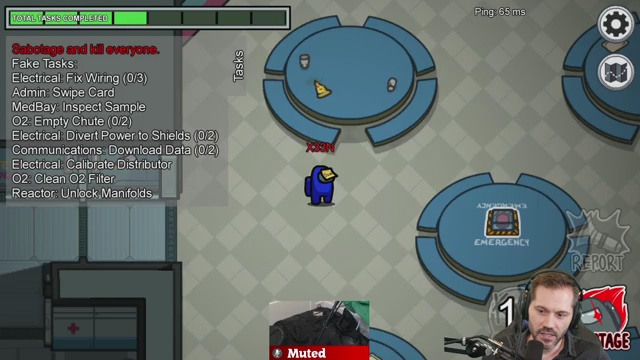 TOTAL TASKS COMPLETED
Ping: 65 ms
Sabotage and kill everyone.
Fake Tasks:
Electrical: Fix Wiring (0/3)
Admin: Swipe Card
MedBay: Inspect Sample
O2: Empty Chute (0/2)
Electrical: Divert Power to Shields (0/2)
Communications: Download Data (0/2)
Electrical: Calibrate Distributor
O2: Clean O2 Filter
Reactor: Unlock Manifolds
Tasks
EMERGENCY
EMERGENCY
REPORT
1
Muted